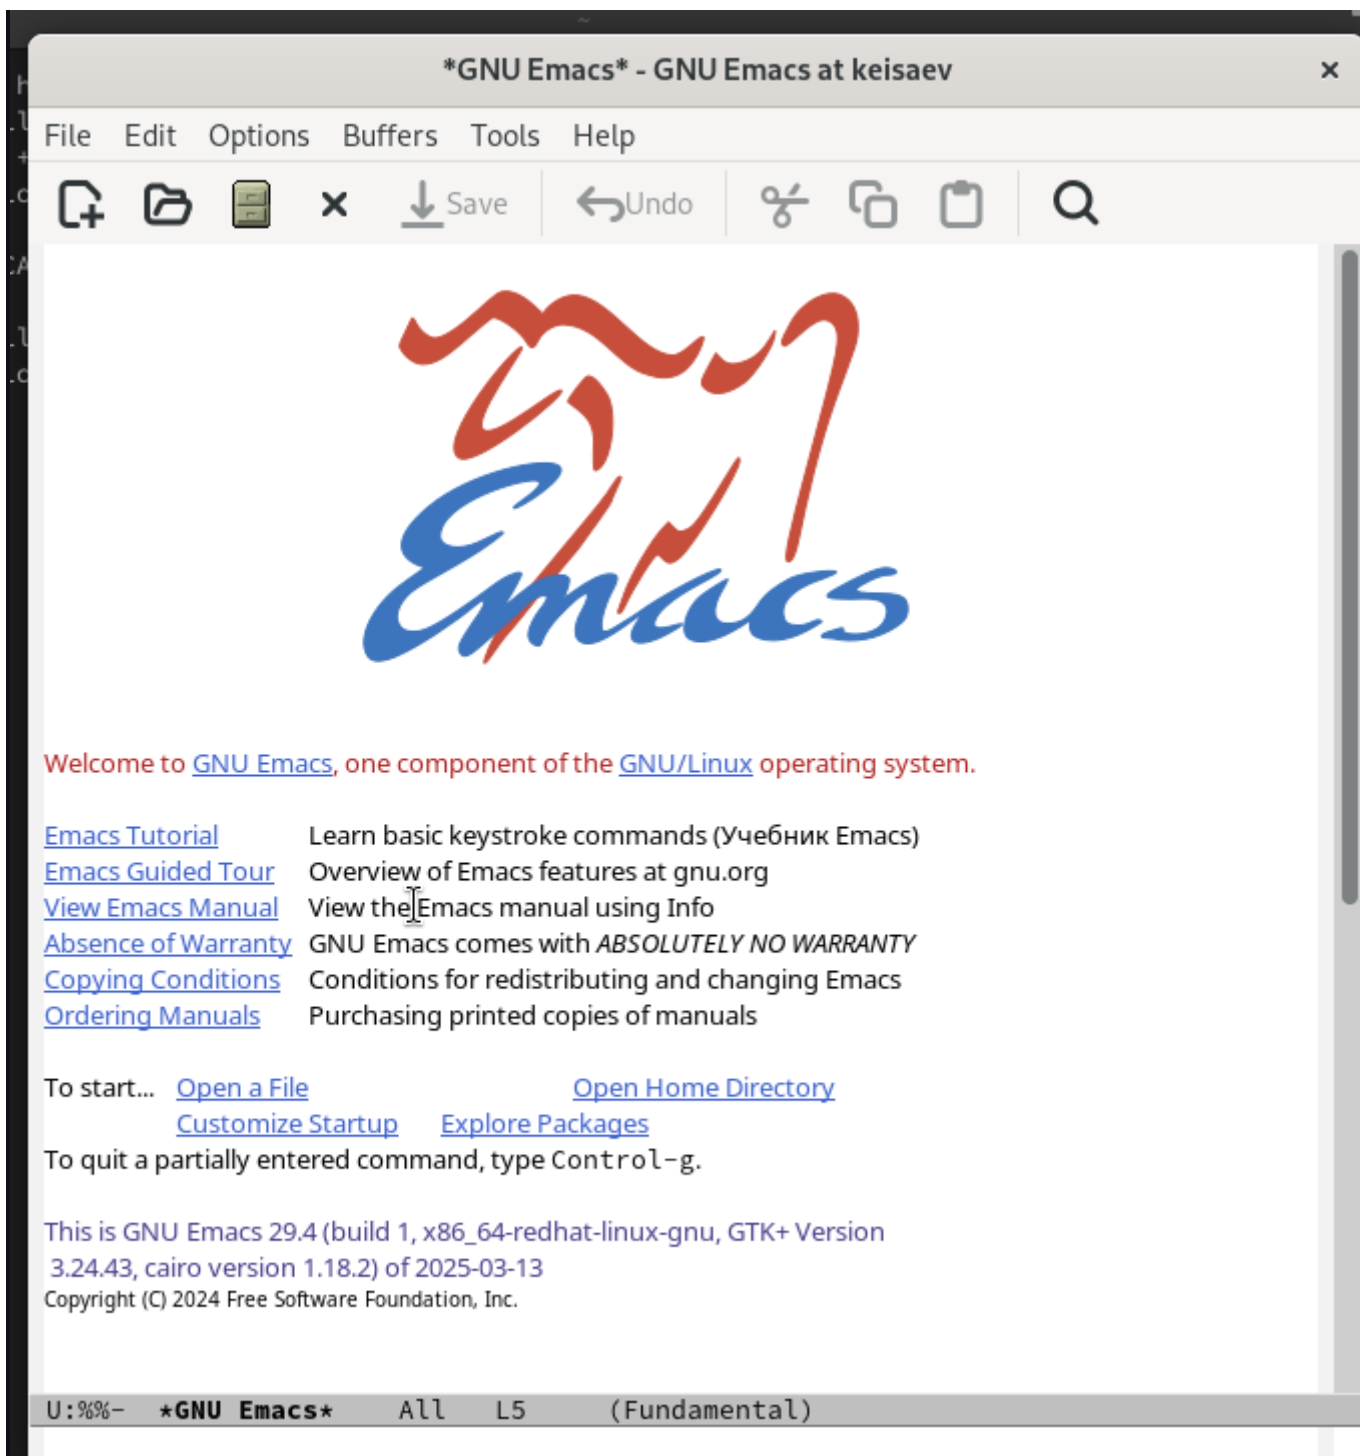 *GNU Emacs* - GNU Emacs at keisaev
File Edit Options Buffers Tools Help
Save Undo
Emacs
Welcome to GNU Emacs, one component of the GNU/Linux operating system.
Emacs Tutorial Learn basic keystroke commands (Учебник Emacs)
Emacs Guided Tour Overview of Emacs features at gnu.org
View Emacs Manual View the Emacs manual using Info
Absence of Warranty GNU Emacs comes with ABSOLUTELY NO WARRANTY
Copying Conditions Conditions for redistributing and changing Emacs
Ordering Manuals Purchasing printed copies of manuals
To start... Open a File Open Home Directory
Customize Startup Explore Packages
To quit a partially entered command, type Control-g.
This is GNU Emacs 29.4 (build 1, x86_64-redhat-linux-gnu, GTK+ Version
3.24.43, cairo version 1.18.2) of 2025-03-13
Copyright (C) 2024 Free Software Foundation, Inc.
U:%%- *GNU Emacs* All L5 (Fundamental)